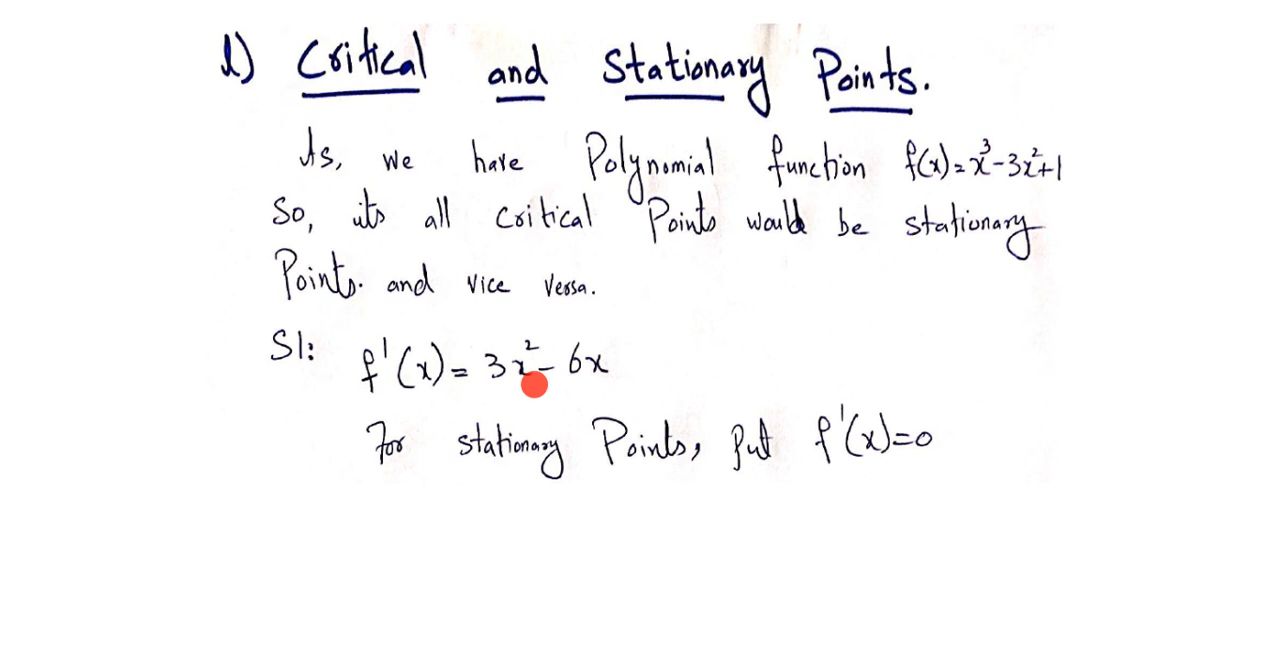 d) Critical and Stationary Points.
As, we have Polynomial function f(x)=x³-3x²+1
So, its all critical Points would be stationary
Points. and vice versa.
S1: f'(x)= 3x²- 6x
For stationary Points, Put f'(x)=0